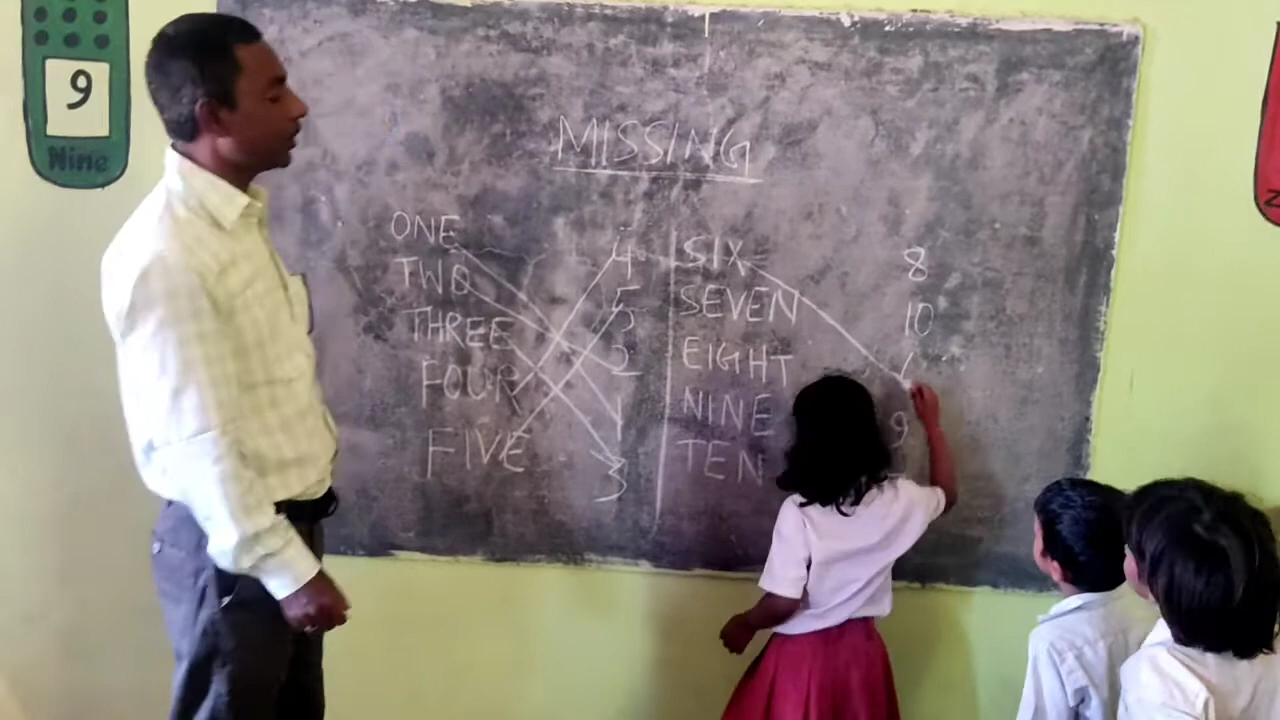 9
Nine
MISSING
ONE 4 SIX 8
TWO 5 SEVEN 10
THREE 2 EIGHT
FOUR 1 NINE 9
FIVE 3 TEN